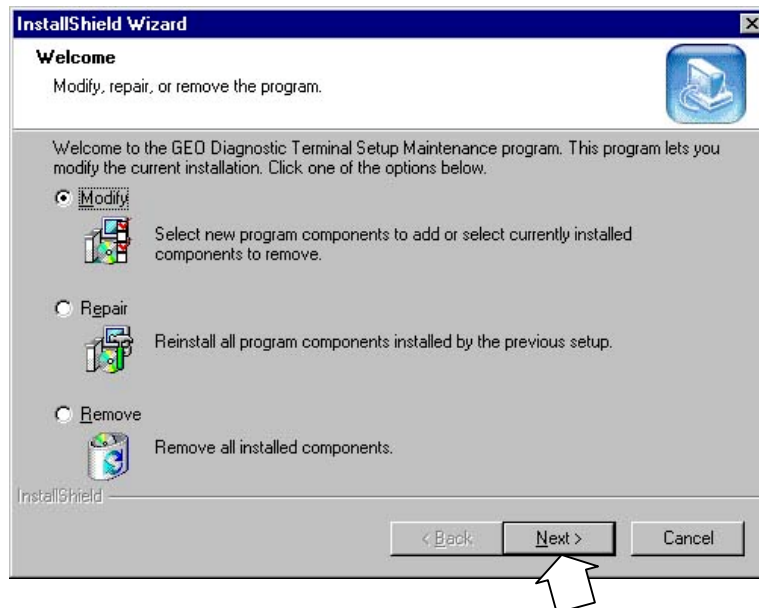 InstallShield Wizard
Welcome
Modify, repair, or remove the program.
Welcome to the GEO Diagnostic Terminal Setup Maintenance program. This program lets you
modify the current installation. Click one of the options below.
Modify
Select new program components to add or select currently installed
components to remove.
Repair
Reinstall all program components installed by the previous setup.
Remove
Remove all installed components.
InstallShield
< Back
Next >
Cancel